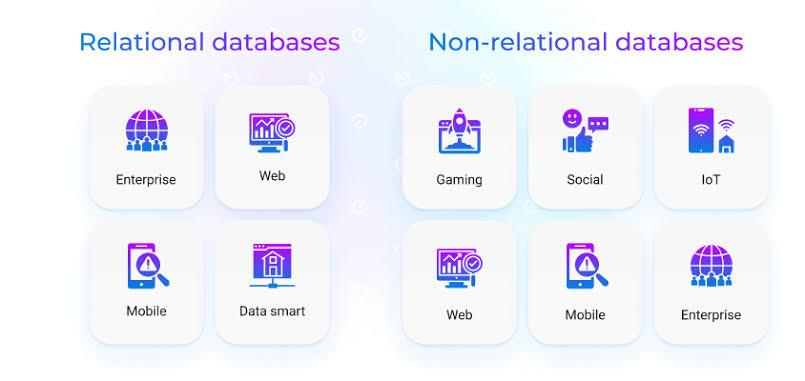 Relational databases
Non-relational databases
Enterprise
Web
Mobile
Data smart
Gaming
Social
IoT
Web
Mobile
Enterprise